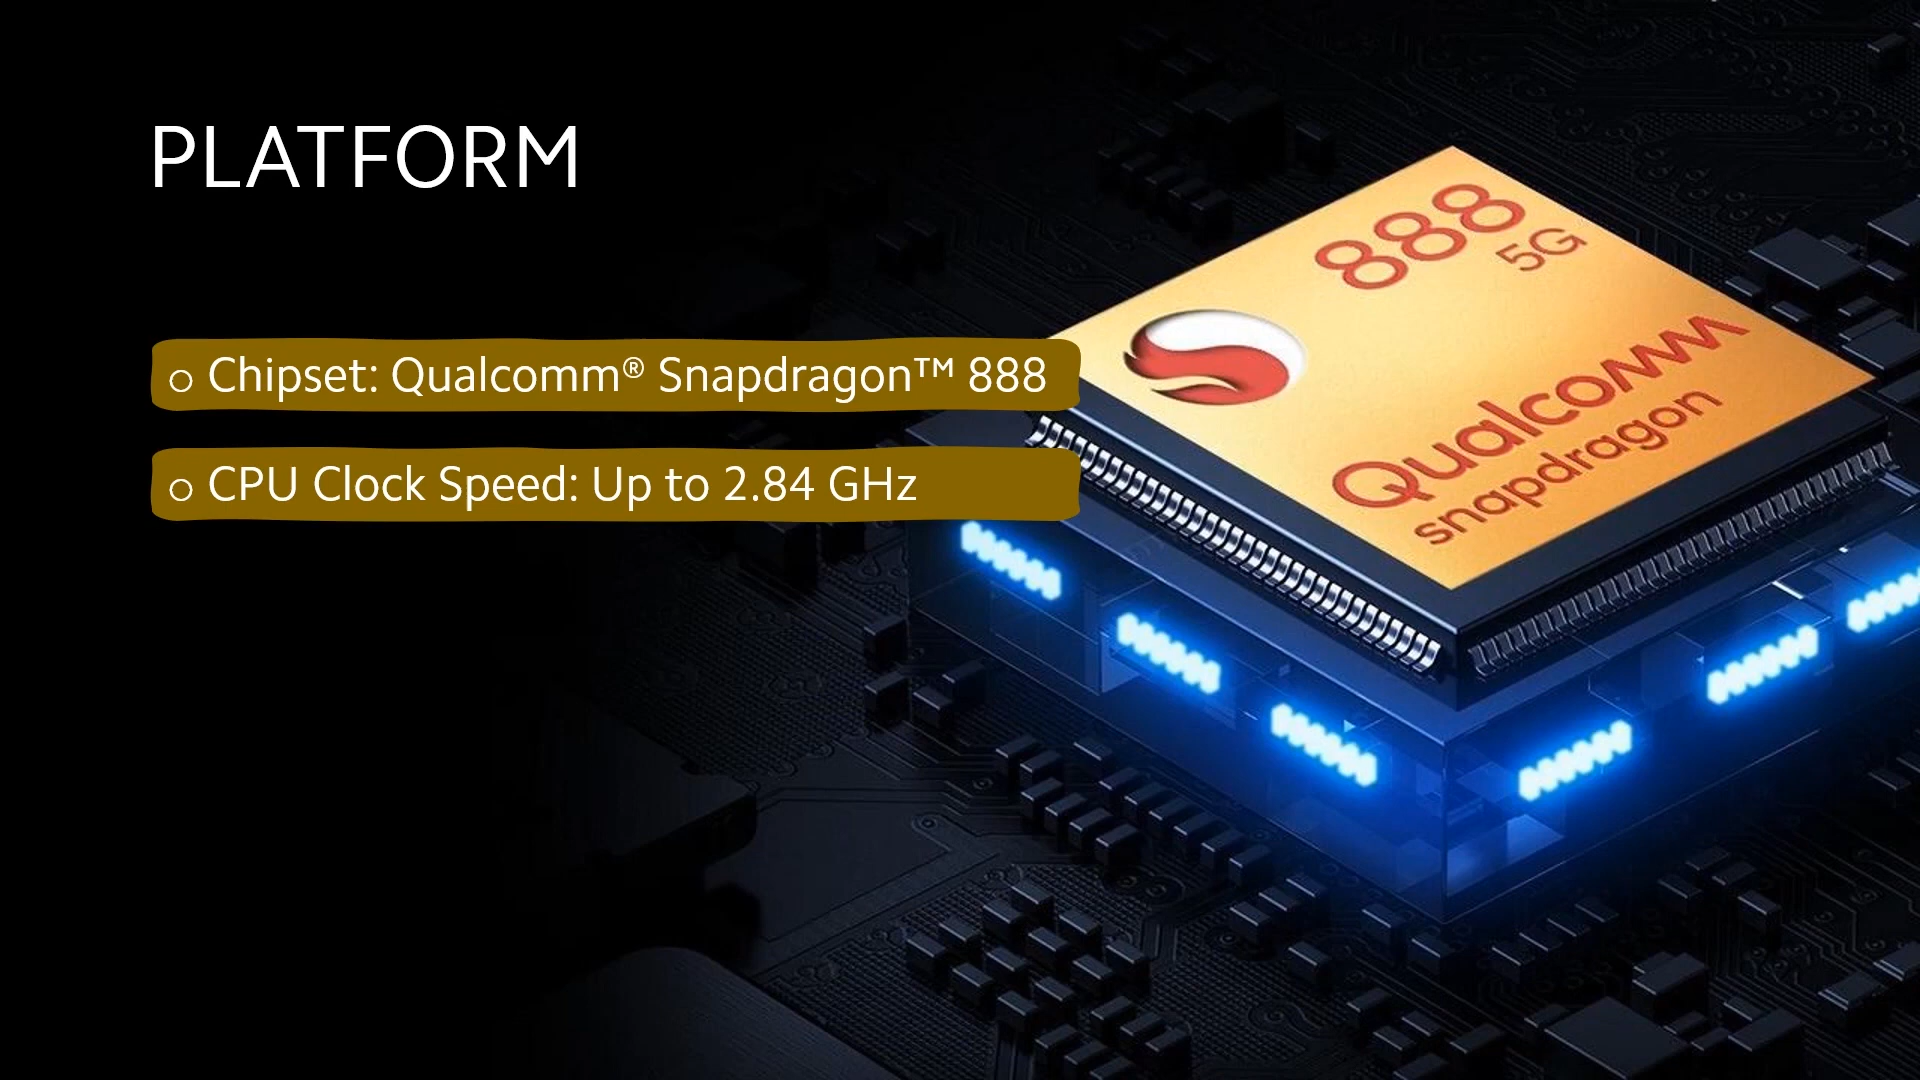 PLATFORM
○ Chipset: Qualcomm® Snapdragon™ 888
○ CPU Clock Speed: Up to 2.84 GHz
888
5G
Qualcomm
snapdragon